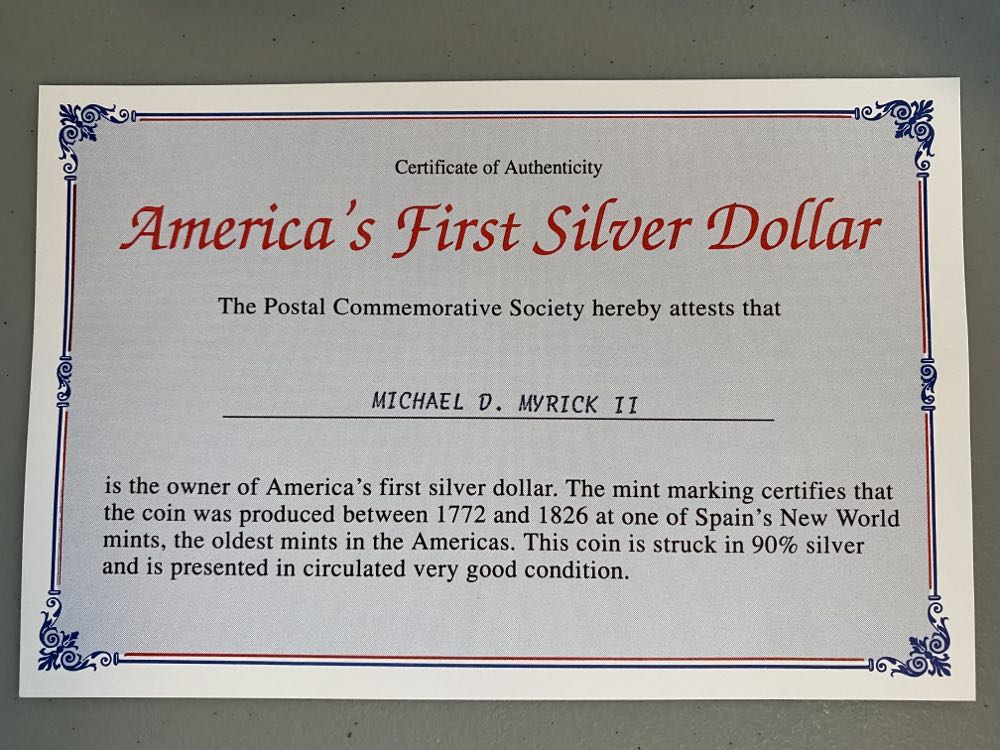 Certificate of Authenticity
America's First Silver Dollar
The Postal Commemorative Society hereby attests that
MICHAEL D. MYRICK II
is the owner of America's first silver dollar. The mint marking certifies that
the coin was produced between 1772 and 1826 at one of Spain's New World
mints, the oldest mints in the Americas. This coin is struck in 90% silver
and is presented in circulated very good condition.